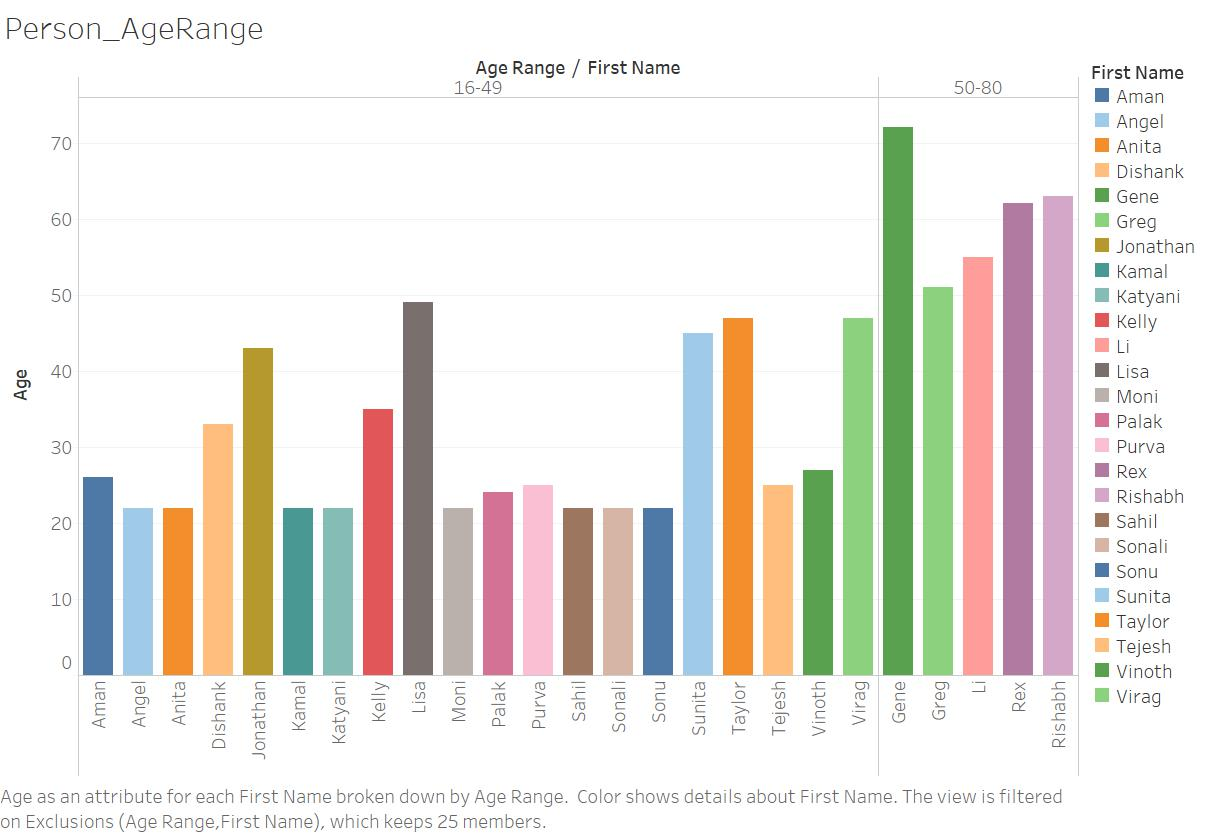 Person_AgeRange
Age Range / First Name
16-49
50-80
70
60
50
40
30
20
10
0
Age
Aman
Angel
Anita
Dishank
Jonathan
Kamal
Katyani
Kelly
Lisa
Moni
Palak
Purva
Sahil
Sonali
Sonu
Sunita
Taylor
Tejesh
Vinoth
Virag
Gene
Greg
Li
Rex
Rishabh
First Name
Aman
Angel
Anita
Dishank
Gene
Greg
Jonathan
Kamal
Katyani
Kelly
Li
Lisa
Moni
Palak
Purva
Rex
Rishabh
Sahil
Sonali
Sonu
Sunita
Taylor
Tejesh
Vinoth
Virag
Age as an attribute for each First Name broken down by Age Range.  Color shows details about First Name. The view is filtered
on Exclusions (Age Range,First Name), which keeps 25 members.